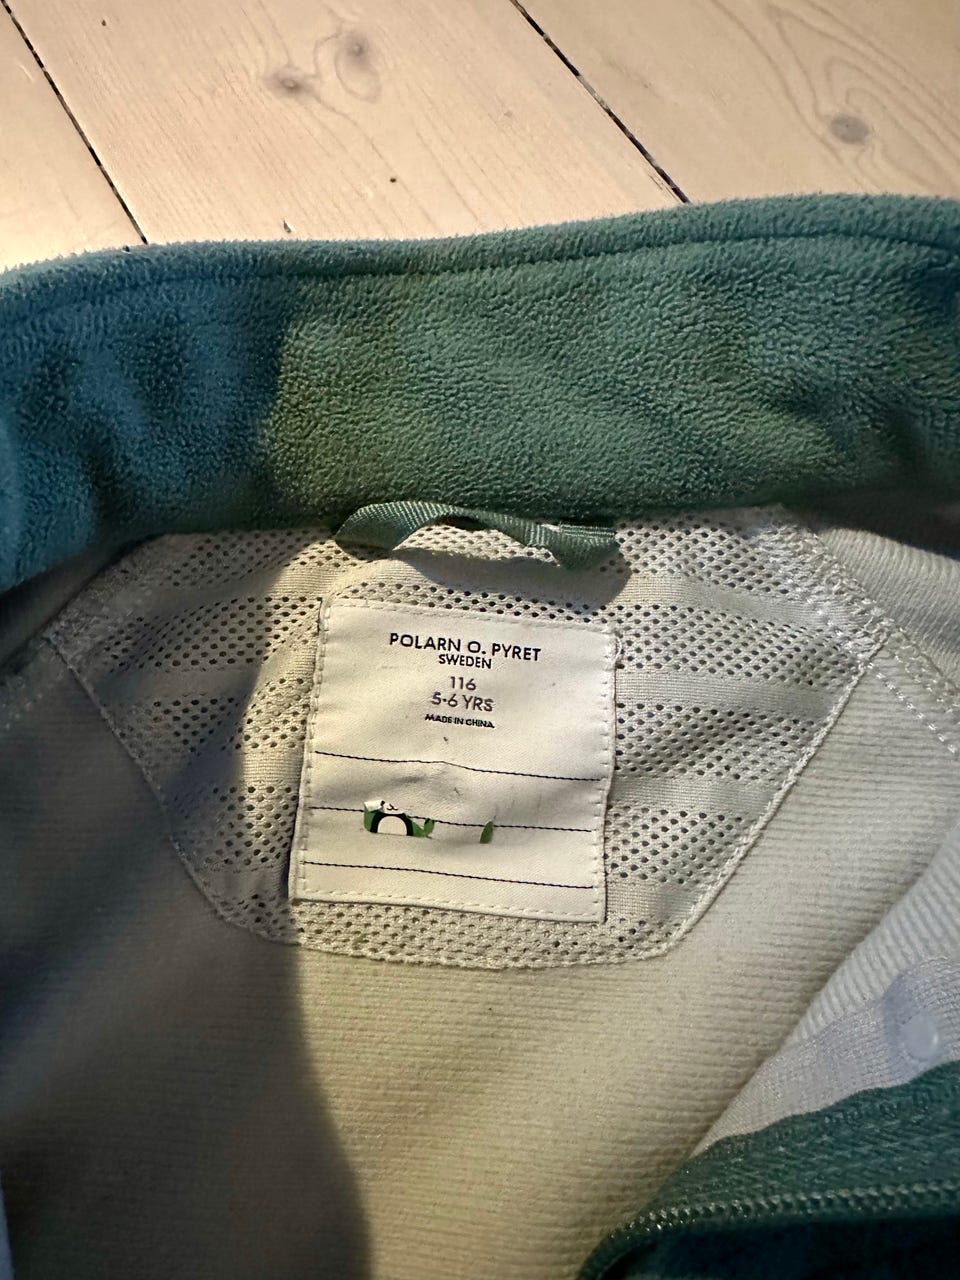 POLARN O. PYRET
SWEDEN
116
5-6 YRS
MADE IN CHINA